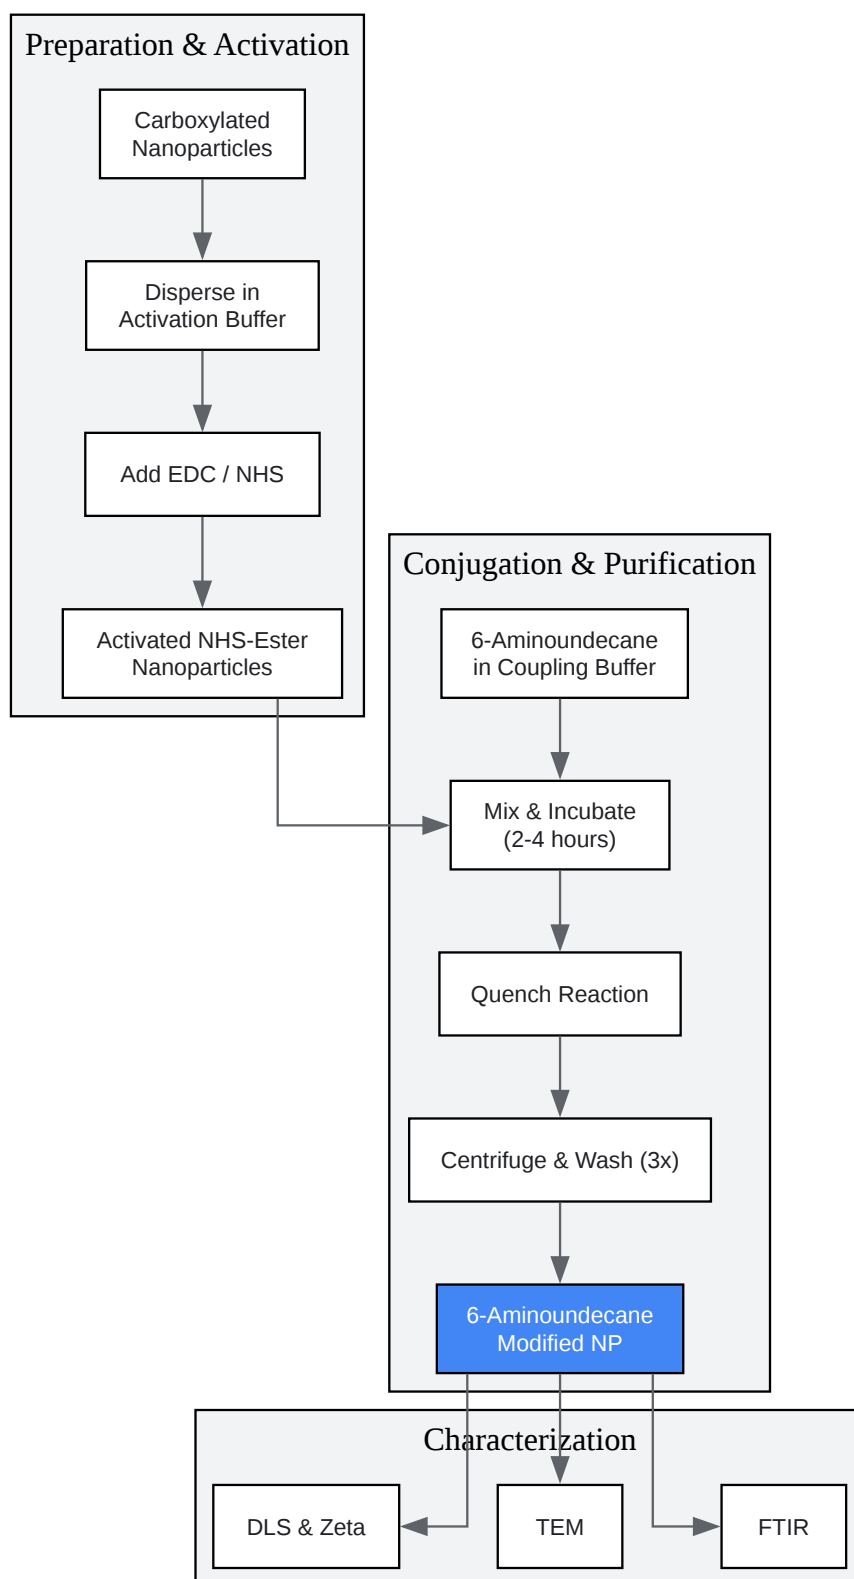 Preparation & Activation
Carboxylated
Nanoparticles
Disperse in
Activation Buffer
Add EDC / NHS
Activated NHS-Ester
Nanoparticles
Conjugation & Purification
6-Aminoundecane
in Coupling Buffer
Mix & Incubate
(2-4 hours)
Quench Reaction
Centrifuge & Wash (3x)
6-Aminoundecane
Modified NP
Characterization
DLS & Zeta
TEM
FTIR